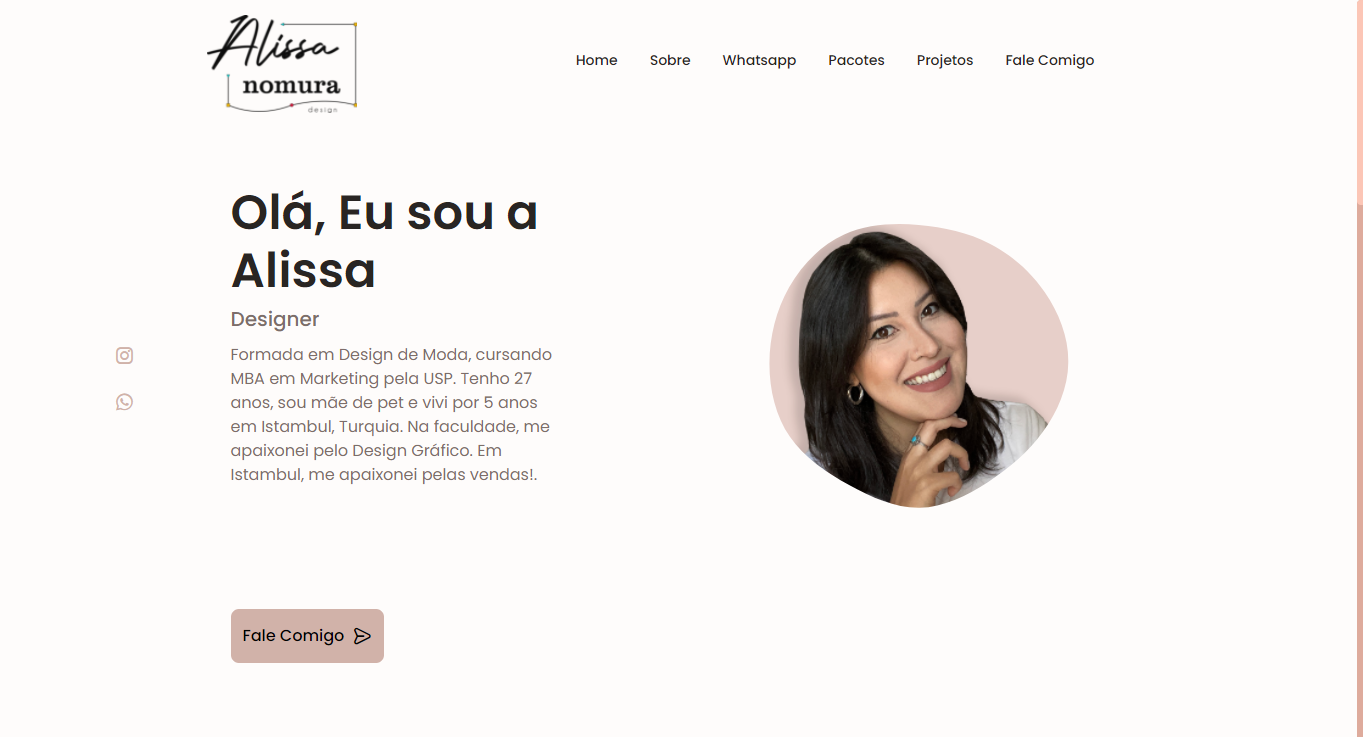 Alissa
nomura
design
Home Sobre Whatsapp Pacotes Projetos Fale Comigo
Olá, Eu sou a
Alissa
Designer
Formada em Design de Moda, cursando
MBA em Marketing pela USP. Tenho 27
anos, sou mãe de pet e vivi por 5 anos
em Istambul, Turquia. Na faculdade, me
apaixonei pelo Design Gráfico. Em
Istambul, me apaixonei pelas vendas!.
Fale Comigo